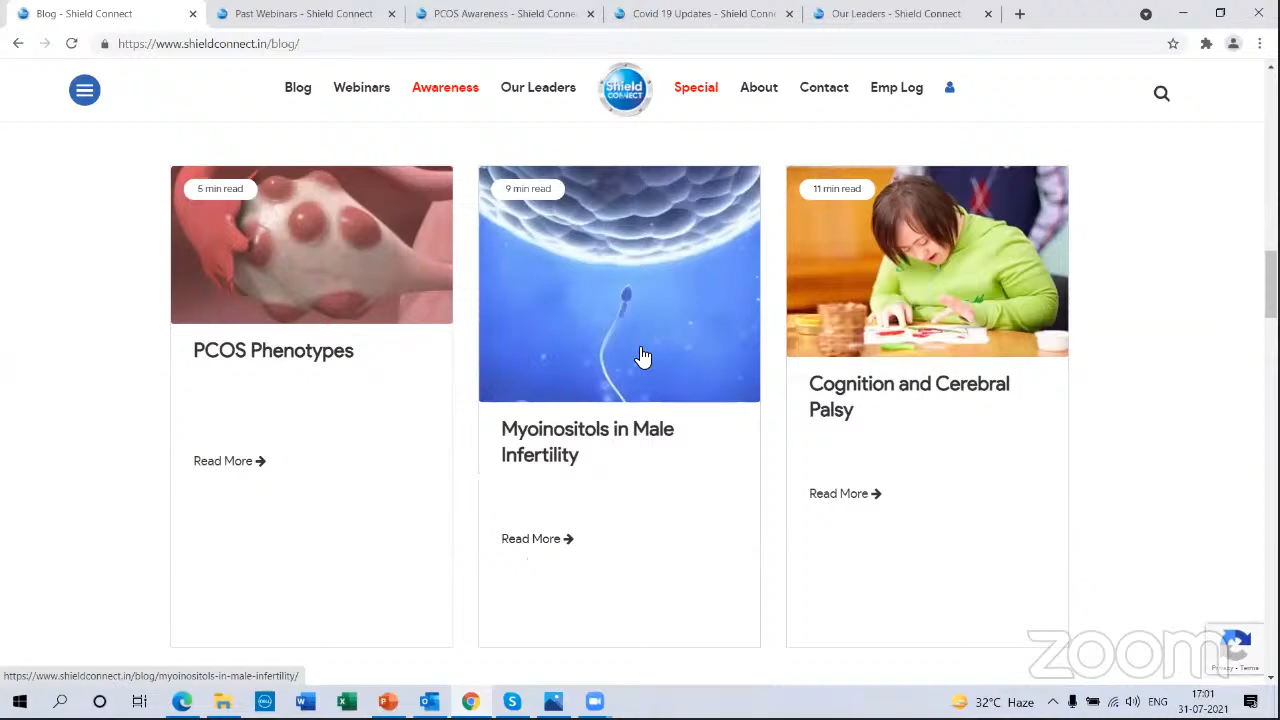 Blog - Shield Connect
Past Webinars - Shield Connect
PCOS Awareness - Shield Conne
Covid 19 Updates - Shield Conne
Our Leaders - Shield Connect
https://www.shieldconnect.in/blog/
Blog
Webinars
Awareness
Our Leaders
Shield
CONNECT
Special
About
Contact
Emp Log
5 min read
9 min read
11 min read
PCOS Phenotypes
Read More
Myoinositols in Male
Infertility
Read More
Cognition and Cerebral
Palsy
Read More
zoom
Privacy - Terms
https://www.shieldconnect.in/blog/myoinositols-in-male-infertility/
32°C Haze
17:01
31-07-2021